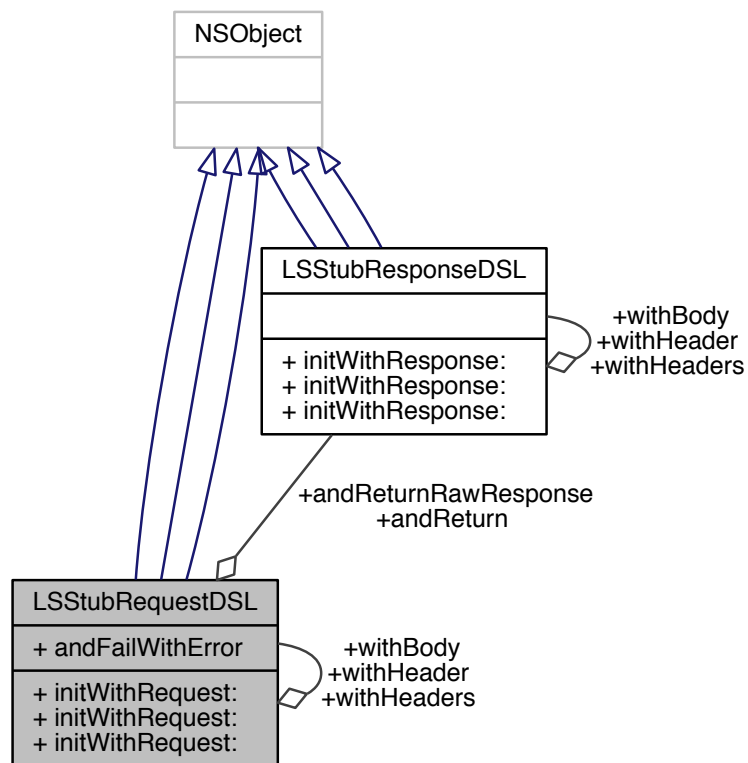 NSObject
LSStubResponseDSL
+ initWithResponse:
+ initWithResponse:
+ initWithResponse:
+withBody
+withHeader
+withHeaders
+andReturnRawResponse
+andReturn
LSStubRequestDSL
+ andFailWithError
+ initWithRequest:
+ initWithRequest:
+ initWithRequest:
+withBody
+withHeader
+withHeaders